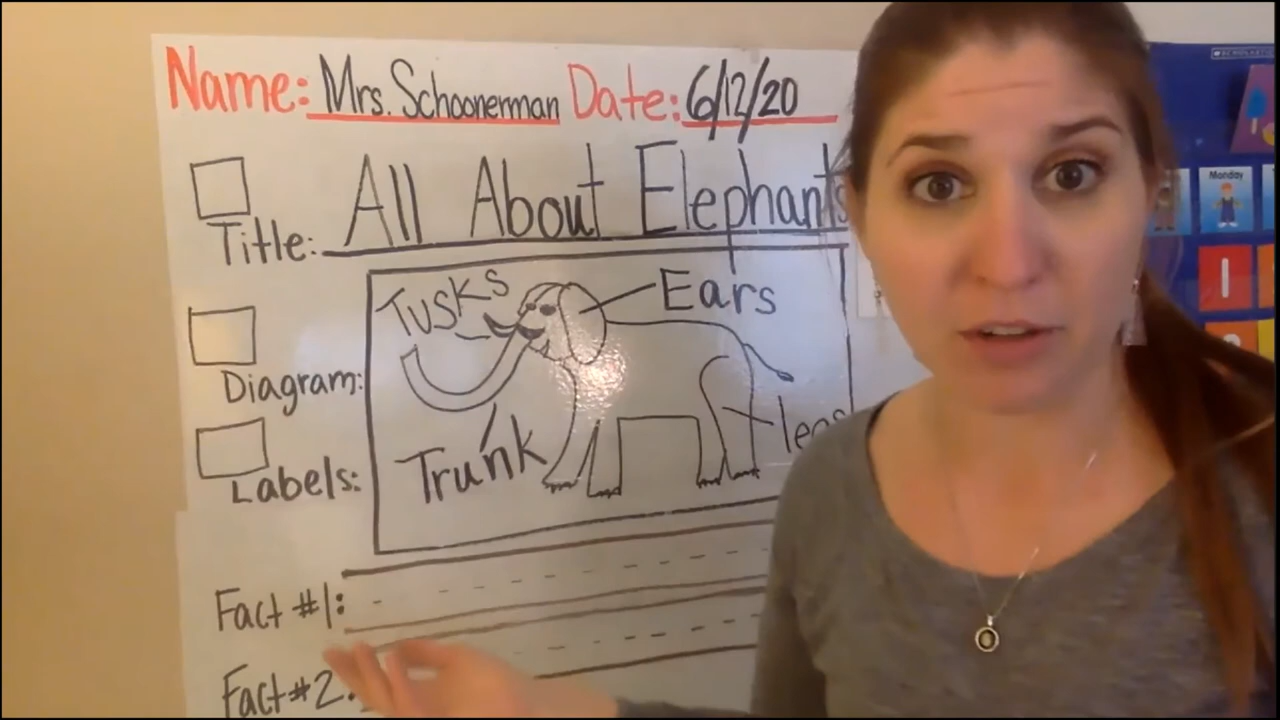 SCHOLASTIC
Name: Mrs. Schoonerman Date: 6/12/20
Monday
Title: All About Elephants
Tusks
Ears
Diagram:
Trunk
legs
Labels:
Fact #1:
Fact #2: